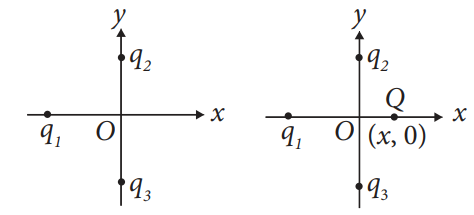 y
q₂
x
q₁ O
q₃
y
q₂
Q
x
q₁ O (x, 0)
q₃